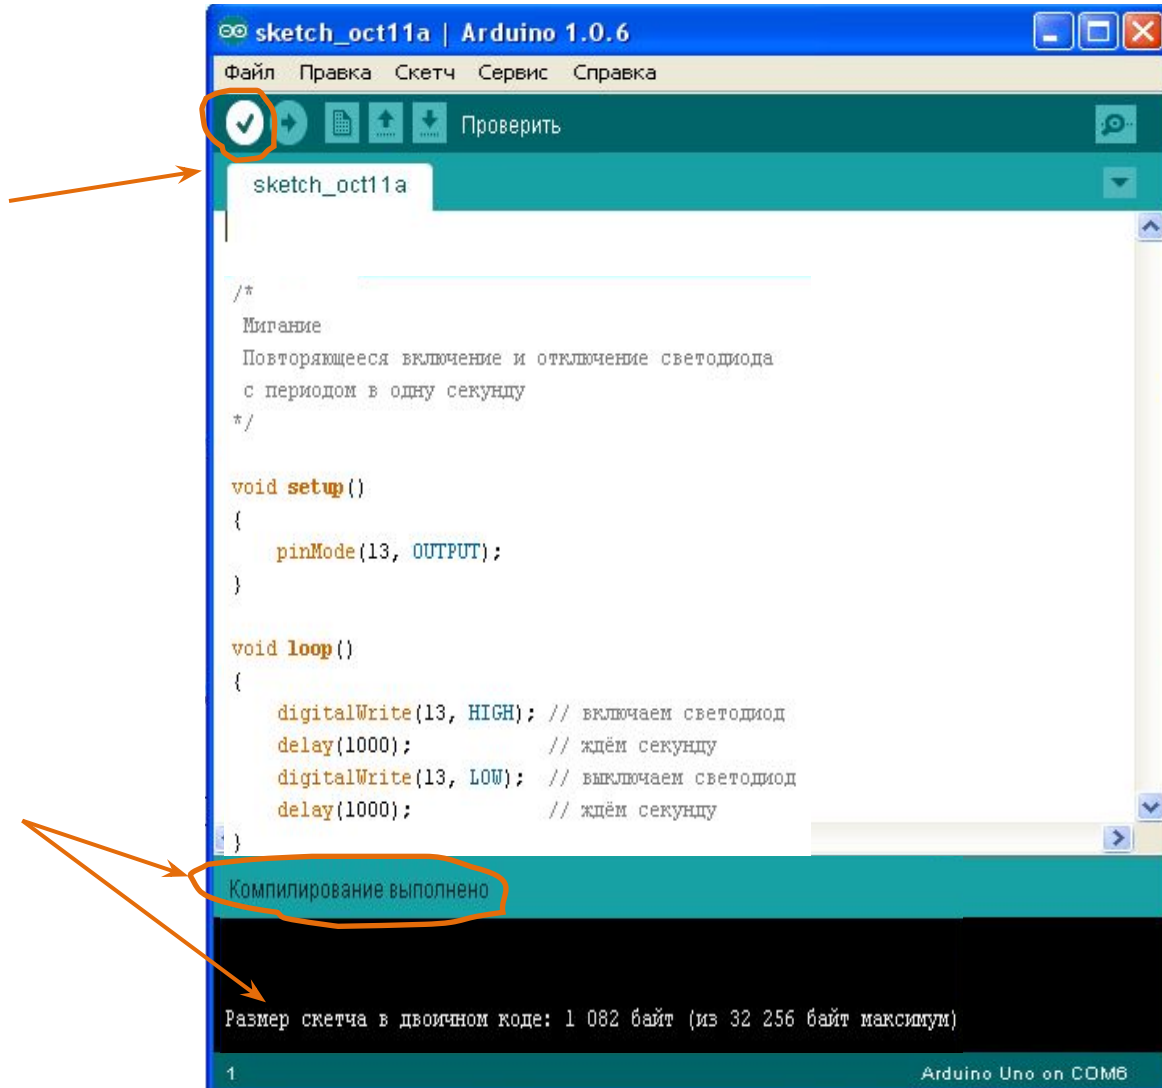 sketch_oct11a | Arduino 1.0.6
Файл Правка Скетч Сервис Справка
Проверить
sketch_oct11a
/*
Мигание
Повторяющееся включение и отключение светодиода
с периодом в одну секунду
*/
void setup()
{
pinMode(13, OUTPUT);
}
void loop()
{
digitalWrite(13, HIGH); // включаем светодиод
delay(1000); // ждём секунду
digitalWrite(13, LOW); // выключаем светодиод
delay(1000); // ждём секунду
}
Компилирование выполнено
Размер скетча в двоичном коде: 1 082 байт (из 32 256 байт максимум)
1 Arduino Uno on COM6